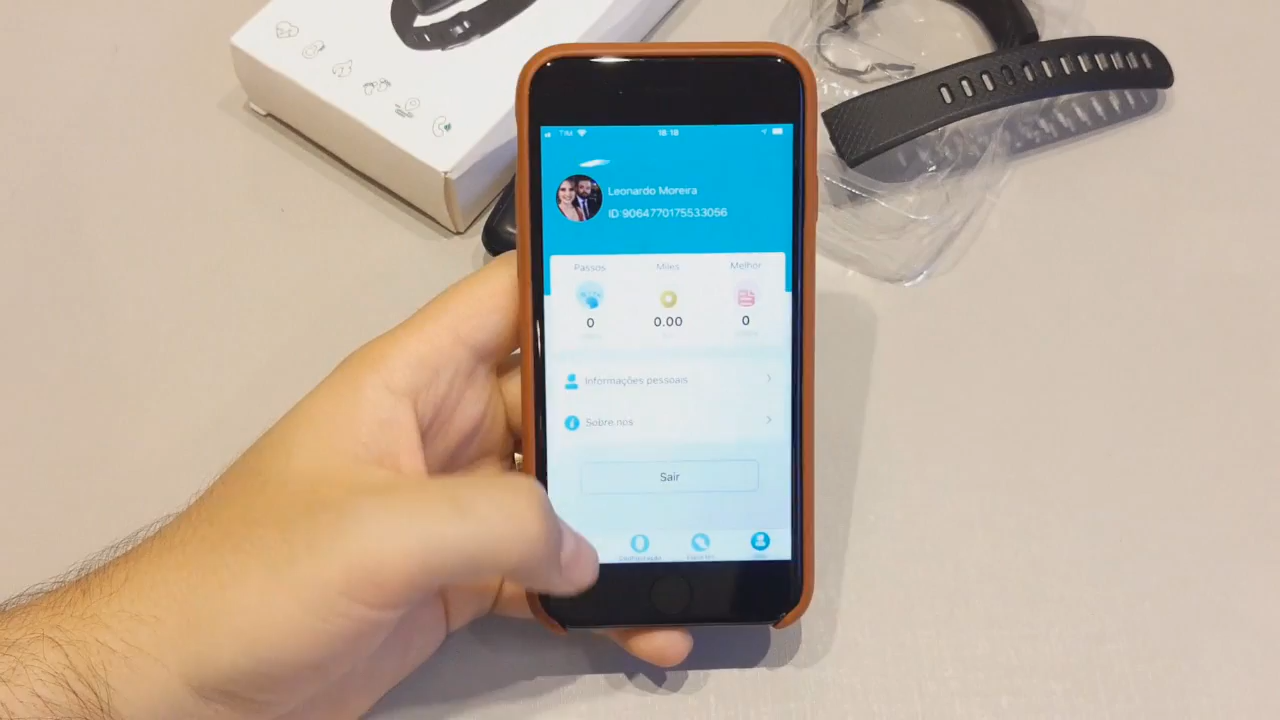 TIM 18:18
Leonardo Moreira
ID 9064770175533056
Passos Miles Melhor
0 0.00 0
Informações pessoais
Sobre nos
Sair